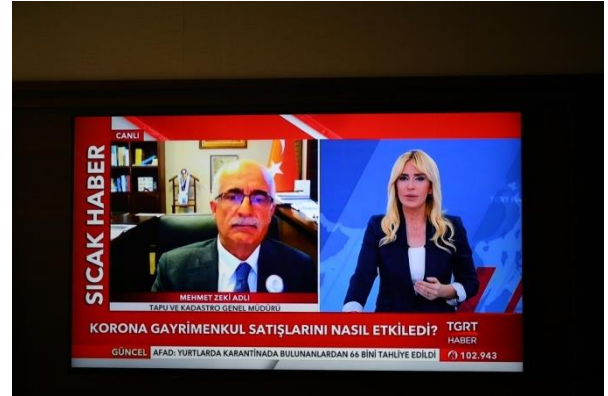 CANLI
SICAK HABER
MEHMET ZEKİ ADLI
TAPU VE KADASTRO GENEL MÜDÜRÜ
KORONA GAYRİMENKUL SATIŞLARINI NASIL ETKİLEDİ?
TGRT
HABER
GÜNCEL AFAD: YURTLARDA KARANTİNADA BULUNANLARDAN 66 BİNİ TAHLİYE EDİLDİ
102.943